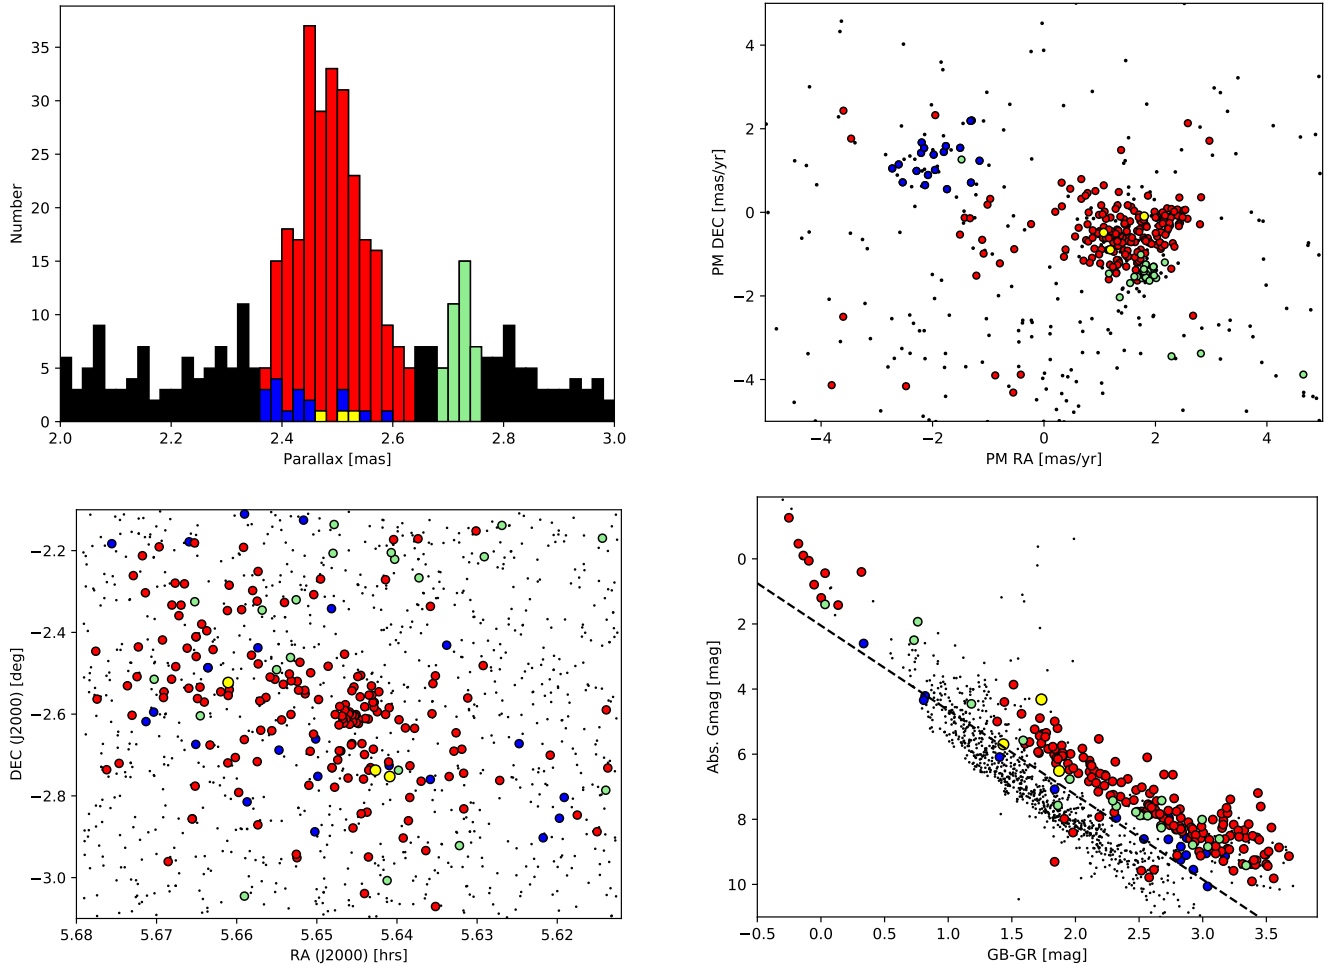 Number
35
30
25
20
15
10
5
0
2.0 2.2 2.4 2.6 2.8 3.0
Parallax [mas]
PM DEC [mas/yr]
4
2
0
−2
−4
−4 −2 0 2 4
PM RA [mas/yr]
DEC (J2000) [deg]
−2.2
−2.4
−2.6
−2.8
−3.0
5.68 5.67 5.66 5.65 5.64 5.63 5.62
RA (J2000) [hrs]
Abs. Gmag [mag]
0
2
4
6
8
10
−0.5 0.0 0.5 1.0 1.5 2.0 2.5 3.0 3.5
GB-GR [mag]